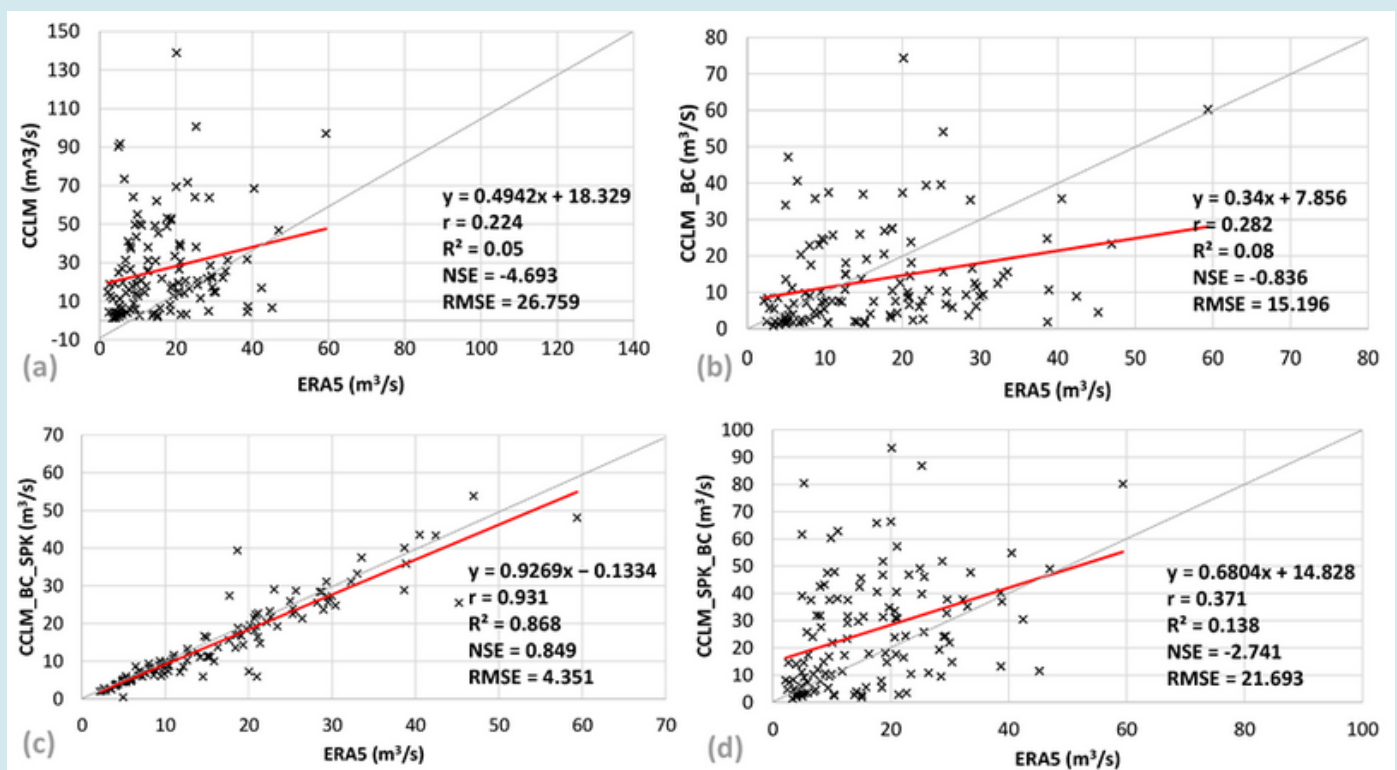 150
130
110
90
70
50
30
10
-10
CCLM (m^3/s)
y = 0.4942x + 18.329
r = 0.224
R² = 0.05
NSE = -4.693
RMSE = 26.759
0 20 40 60 80 100 120 140
ERA5 (m³/s)
(a)
80
70
60
50
40
30
20
10
0
CCLM_BC (m³/s)
y = 0.34x + 7.856
r = 0.282
R² = 0.08
NSE = -0.836
RMSE = 15.196
0 10 20 30 40 50 60 70 80
ERA5 (m³/s)
(b)
70
60
50
40
30
20
10
0
CCLM_BC_SPK (m³/s)
y = 0.9269x – 0.1334
r = 0.931
R² = 0.868
NSE = 0.849
RMSE = 4.351
0 10 20 30 40 50 60 70
ERA5 (m³/s)
(c)
100
90
80
70
60
50
40
30
20
10
0
CCLM_SPK_BC (m³/s)
y = 0.6804x + 14.828
r = 0.371
R² = 0.138
NSE = -2.741
RMSE = 21.693
0 20 40 60 80 100
ERA5 (m³/s)
(d)